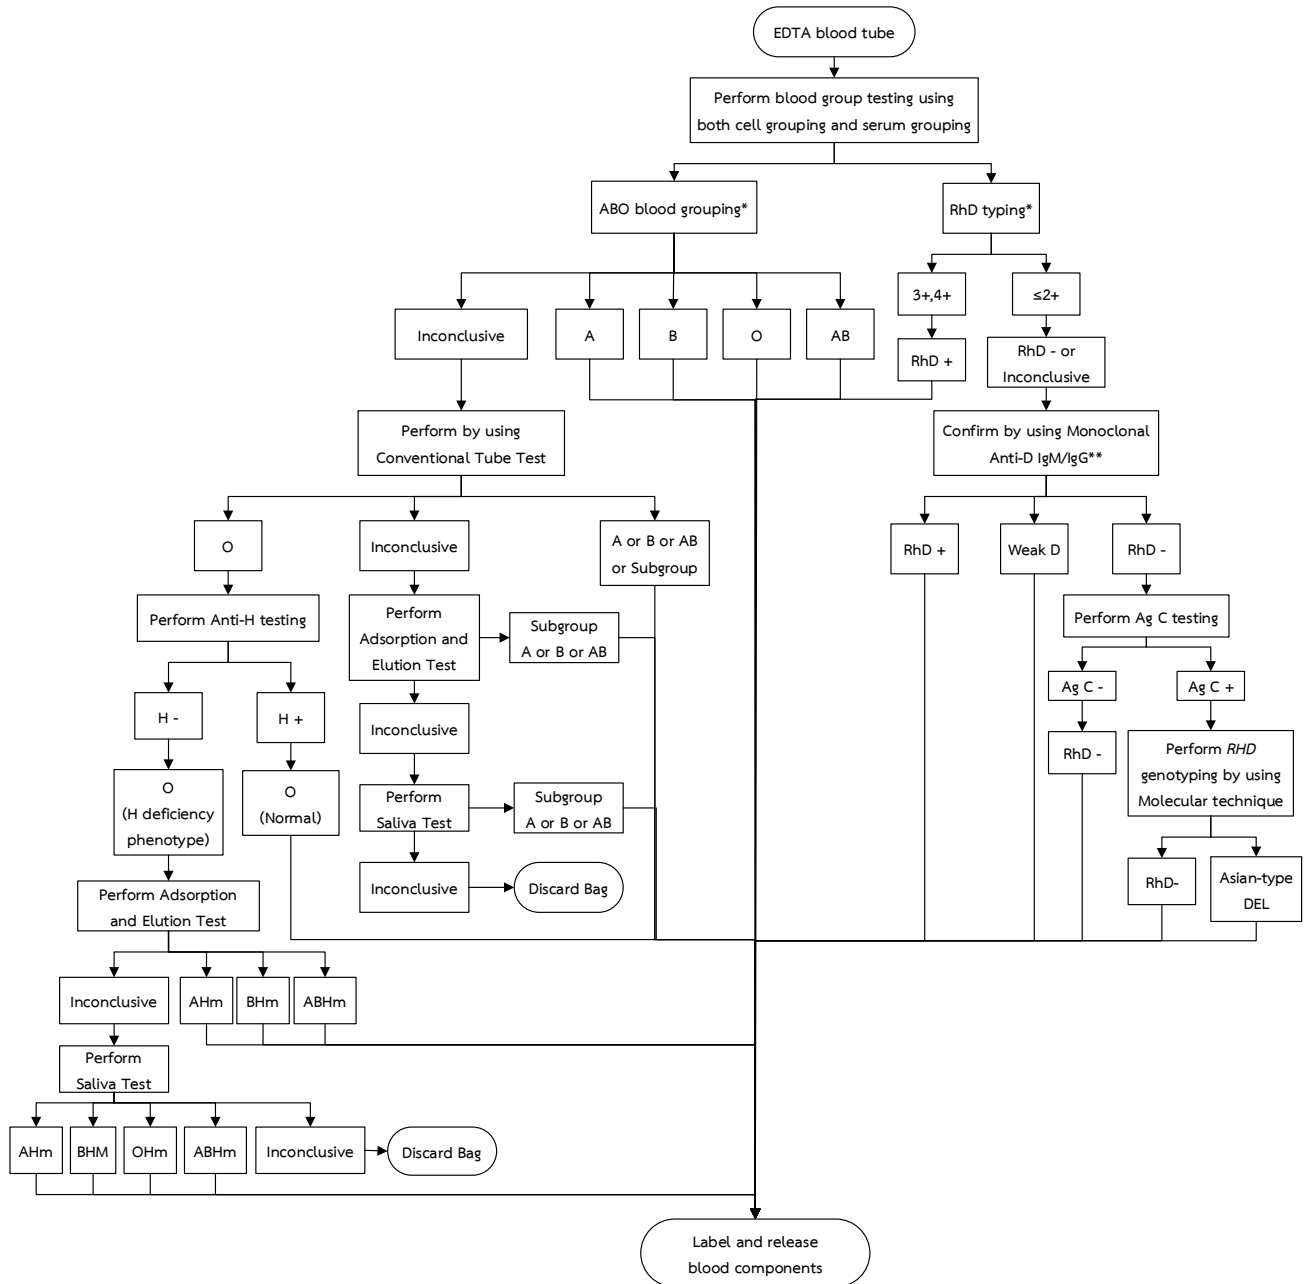 EDTA blood tube
Perform blood group testing using
both cell grouping and serum grouping
ABO blood grouping*
RhD typing*
3+,4+
≤2+
Inconclusive
A
B
O
AB
RhD +
RhD - or
Inconclusive
Perform by using
Conventional Tube Test
Confirm by using Monoclonal
Anti-D IgM/IgG**
O
Inconclusive
A or B or AB
or Subgroup
RhD +
Weak D
RhD -
Perform Anti-H testing
Perform
Adsorption and
Elution Test
Subgroup
A or B or AB
Perform Ag C testing
H -
H +
Inconclusive
Ag C -
Ag C +
O
(H deficiency
phenotype)
O
(Normal)
Perform
Saliva Test
Subgroup
A or B or AB
RhD -
Perform RHD
genotyping by using
Molecular technique
Perform Adsorption
and Elution Test
Inconclusive
Discard Bag
RhD-
Asian-type
DEL
Inconclusive
AHm
BHm
ABHm
Perform
Saliva Test
AHm
BHM
OHm
ABHm
Inconclusive
Discard Bag
Label and release
blood components